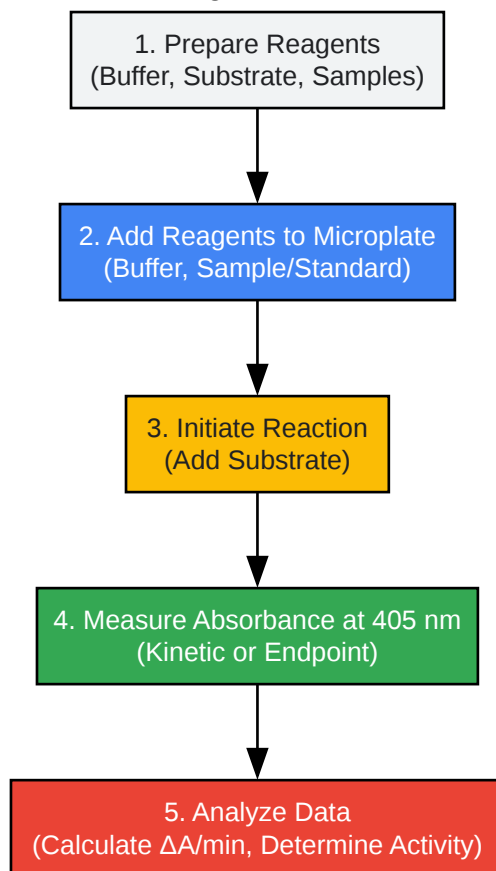 1. Prepare Reagents
(Buffer, Substrate, Samples)
2. Add Reagents to Microplate
(Buffer, Sample/Standard)
3. Initiate Reaction
(Add Substrate)
4. Measure Absorbance at 405 nm
(Kinetic or Endpoint)
5. Analyze Data
(Calculate ΔA/min, Determine Activity)